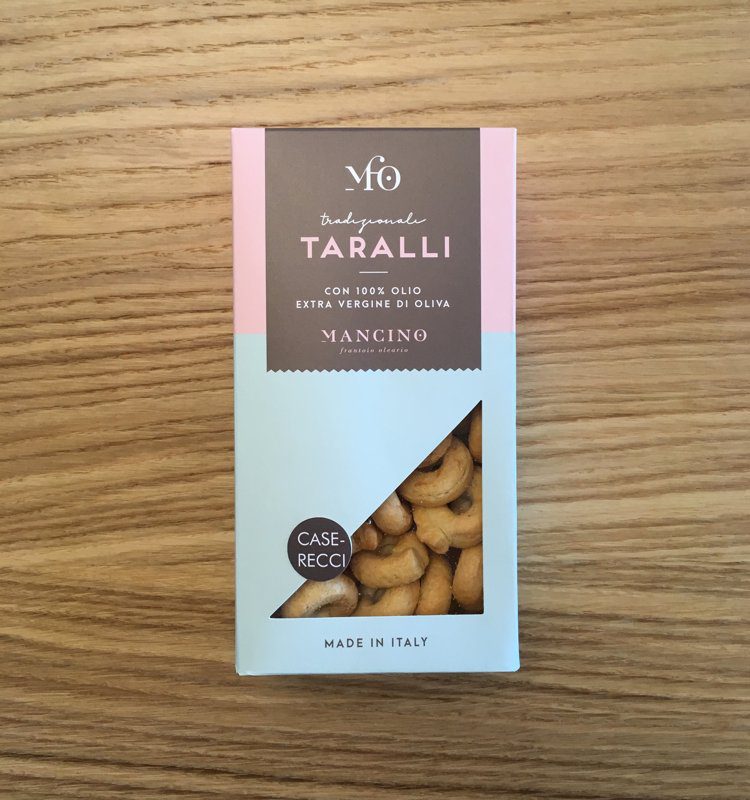 MfO
tradizionali
TARALLI
CON 100% OLIO
EXTRA VERGINE DI OLIVA
MANCINO
frantoio oleario
CASE-
RECCI
MADE IN ITALY